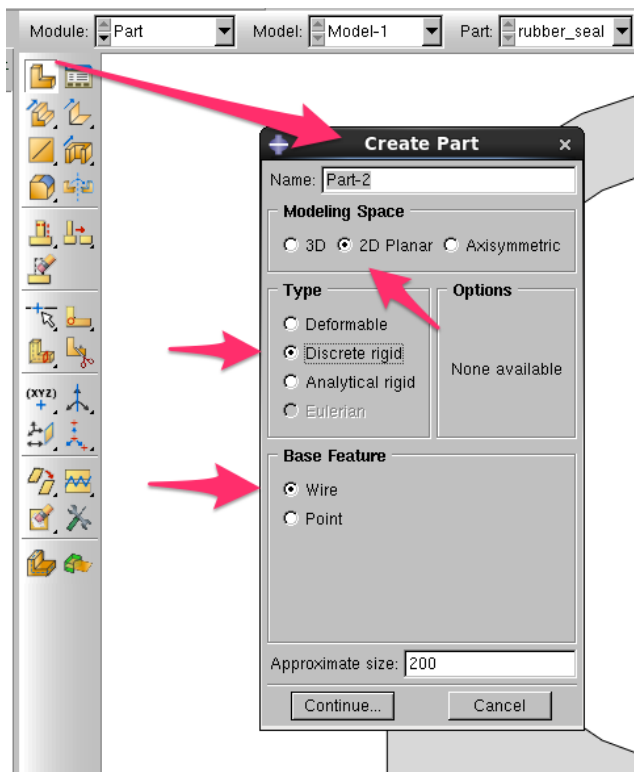 Module: Part Model: Model-1 Part: rubber_seal
Create Part
Name: Part-2
Modeling Space
3D 2D Planar Axisymmetric
Type Options
Deformable
Discrete rigid
None available
Analytical rigid
Eulerian
Base Feature
Wire
Point
(XYZ)
Approximate size: 200
Continue... Cancel